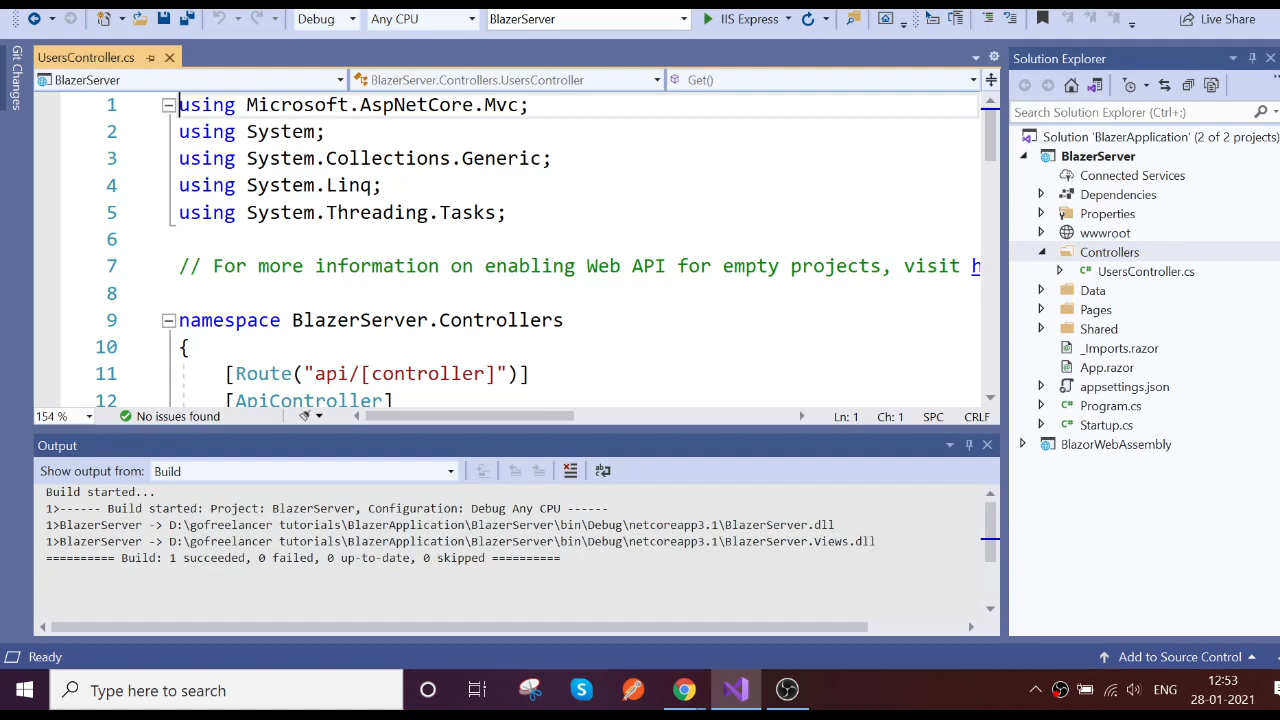 Debug
Any CPU
BlazerServer
IIS Express
Live Share
Git Changes
UsersController.cs
BlazerServer
BlazerServer.Controllers.UsersController
Get()
1 using Microsoft.AspNetCore.Mvc;
2 using System;
3 using System.Collections.Generic;
4 using System.Linq;
5 using System.Threading.Tasks;
6
7 // For more information on enabling Web API for empty projects, visit h
8
9 namespace BlazerServer.Controllers
10 {
11 [Route("api/[controller]")]
12 [ApiController]
154 %
No issues found
Ln: 1 Ch: 1 SPC CRLF
Output
Show output from: Build
Build started...
1>------ Build started: Project: BlazerServer, Configuration: Debug Any CPU ------
1>BlazerServer -> D:\gofreelancer tutorials\BlazerApplication\BlazerServer\bin\Debug\netcoreapp3.1\BlazerServer.dll
1>BlazerServer -> D:\gofreelancer tutorials\BlazerApplication\BlazerServer\bin\Debug\netcoreapp3.1\BlazerServer.Views.dll
========== Build: 1 succeeded, 0 failed, 0 up-to-date, 0 skipped ==========
Solution Explorer
Search Solution Explorer (Ctrl+;)
Solution 'BlazerApplication' (2 of 2 projects)
BlazerServer
Connected Services
Dependencies
Properties
wwwroot
Controllers
UsersController.cs
Data
Pages
Shared
_Imports.razor
App.razor
appsettings.json
Program.cs
Startup.cs
BlazorWebAssembly
Ready
Add to Source Control
Type here to search
ENG
12:53
28-01-2021